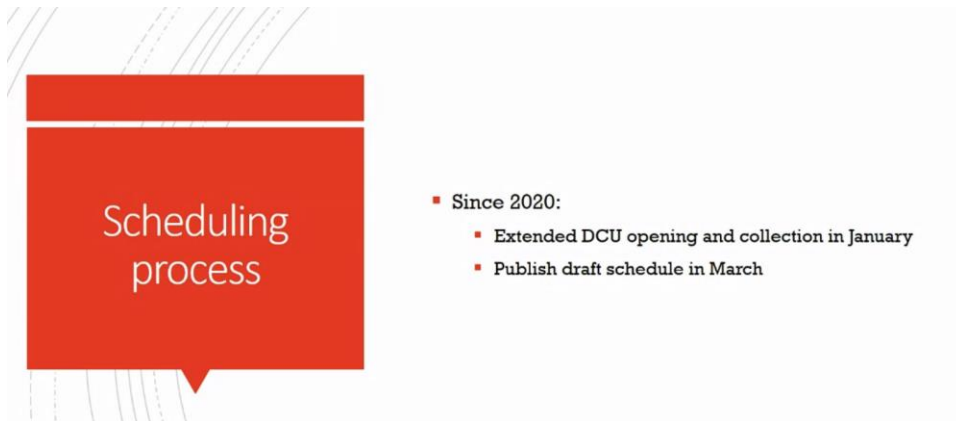 Scheduling
process
Since 2020:
Extended DCU opening and collection in January
Publish draft schedule in March